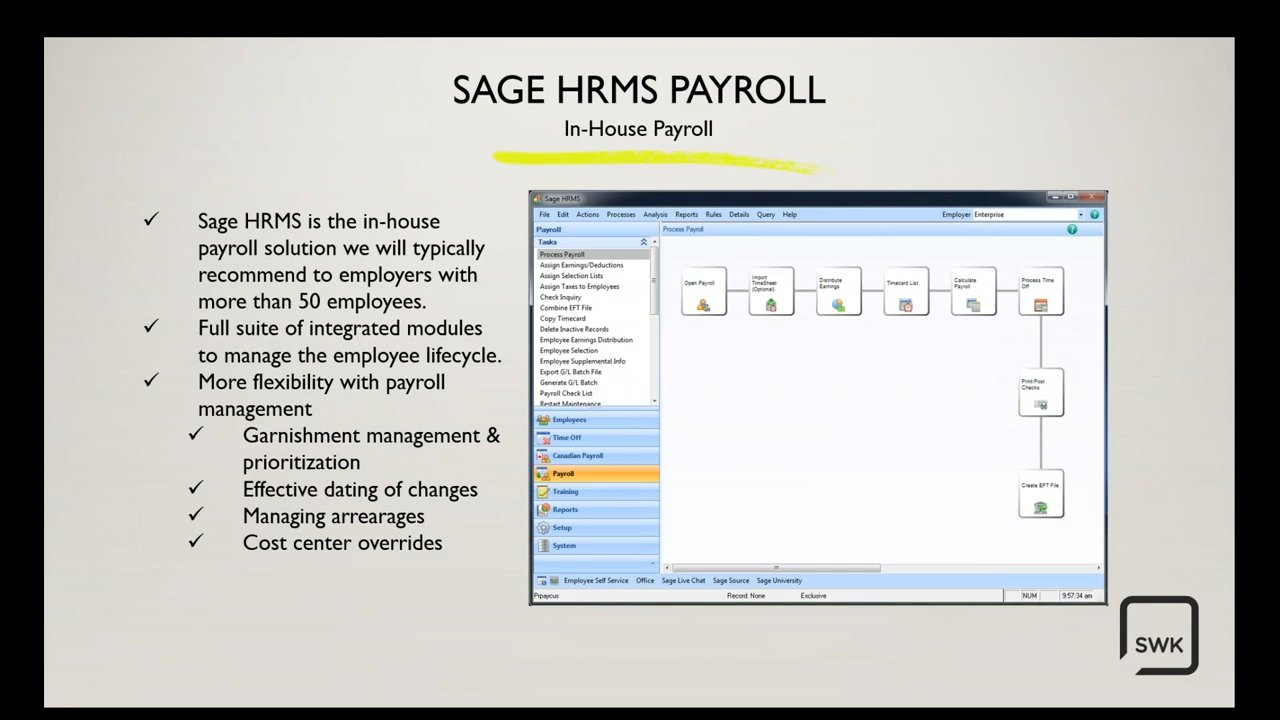 SAGE HRMS PAYROLL
In-House Payroll
Sage HRMS is the in-house
payroll solution we will typically
recommend to employers with
more than 50 employees.
Full suite of integrated modules
to manage the employee lifecycle.
More flexibility with payroll
management
Garnishment management &
prioritization
Effective dating of changes
Managing arrearages
Cost center overrides
Sage HRMS
File Edit Actions Processes Analysis Reports Rules Details Query Help
Employer Enterprise
Payroll
Tasks
Process Payroll
Assign Earnings/Deductions
Assign Selection Lists
Assign Taxes to Employees
Check Inquiry
Combine EFT File
Copy Timecard
Delete Inactive Records
Employee Earnings Distribution
Employee Selection
Employee Supplemental Info
Export G/L Batch File
Generate G/L Batch
Payroll Check List
Restart Maintenance
Employees
Time Off
Canadian Payroll
Payroll
Training
Reports
Setup
System
Process Payroll
Open Payroll
Import
TimeSheet
(Optional)
Distribute
Earnings
Timecard List
Calculate
Payroll
Process Time
Off
Print/Post
Checks
Create EFT File
Employee Self Service Office Sage Live Chat Sage Source Sage University
Prpaycus Record: None Exclusive NUM 9:57:34 am
SWK